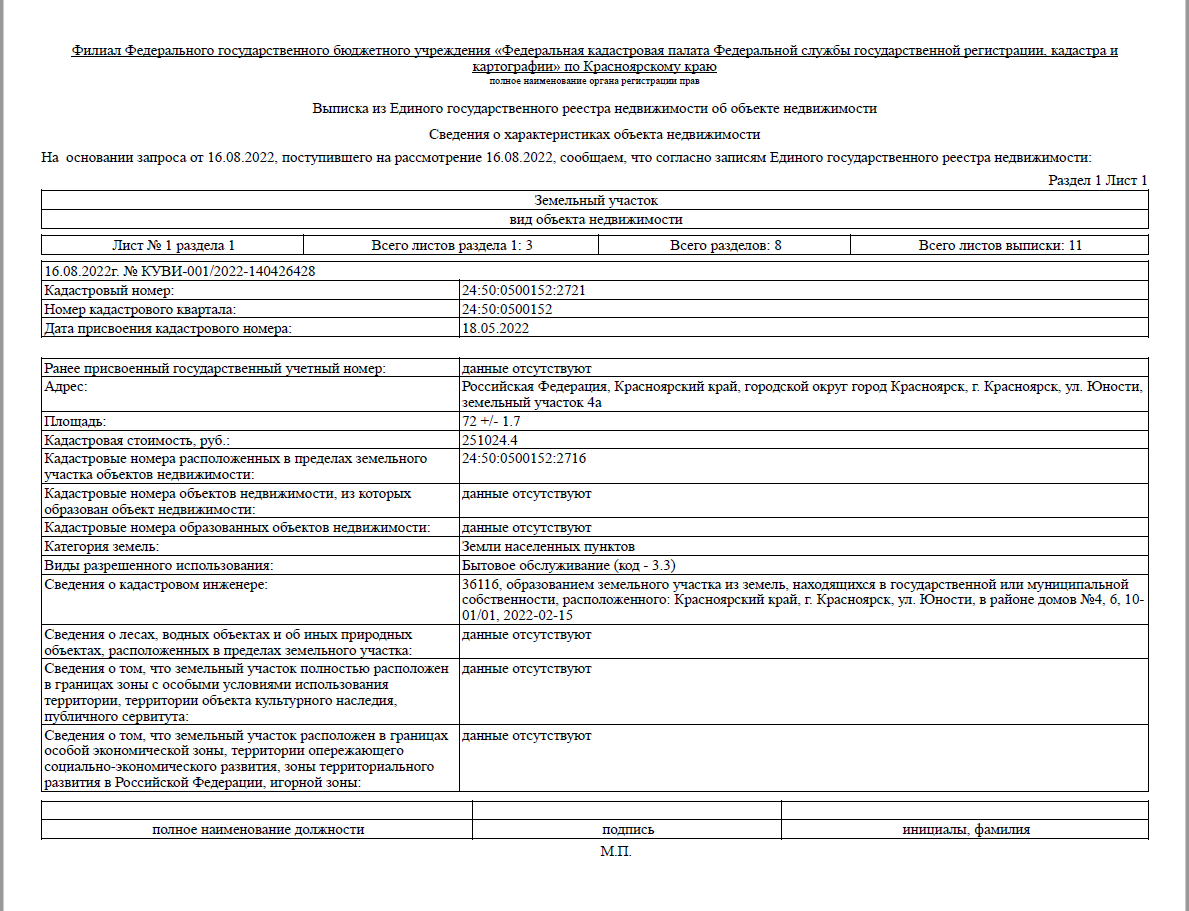 Филиал Федерального государственного бюджетного учреждения «Федеральная кадастровая палата Федеральной службы государственной регистрации, кадастра и
картографии» по Красноярскому краю
полное наименование органа регистрации прав
Выписка из Единого государственного реестра недвижимости об объекте недвижимости
Сведения о характеристиках объекта недвижимости
На основании запроса от 16.08.2022, поступившего на рассмотрение 16.08.2022, сообщаем, что согласно записям Единого государственного реестра недвижимости:
Раздел 1 Лист 1
Земельный участок
вид объекта недвижимости
Лист № 1 раздела 1 Всего листов раздела 1: 3 Всего разделов: 8 Всего листов выписки: 11
16.08.2022г. № КУВИ-001/2022-140426428
Кадастровый номер: 24:50:0500152:2721
Номер кадастрового квартала: 24:50:0500152
Дата присвоения кадастрового номера: 18.05.2022
Ранее присвоенный государственный учетный номер: данные отсутствуют
Адрес: Российская Федерация, Красноярский край, городской округ город Красноярск, г. Красноярск, ул. Юности,
земельный участок 4а
Площадь: 72 +/- 1.7
Кадастровая стоимость, руб.: 251024.4
Кадастровые номера расположенных в пределах земельного 24:50:0500152:2716
участка объектов недвижимости:
Кадастровые номера объектов недвижимости, из которых данные отсутствуют
образован объект недвижимости:
Кадастровые номера образованных объектов недвижимости: данные отсутствуют
Категория земель: Земли населенных пунктов
Виды разрешенного использования: Бытовое обслуживание (код - 3.3)
Сведения о кадастровом инженере: 36116, образованием земельного участка из земель, находящихся в государственной или муниципальной
собственности, расположенного: Красноярский край, г. Красноярск, ул. Юности, в районе домов №4, 6, 10-
01/01, 2022-02-15
Сведения о лесах, водных объектах и об иных природных данные отсутствуют
объектах, расположенных в пределах земельного участка:
Сведения о том, что земельный участок полностью расположен данные отсутствуют
в границах зоны с особыми условиями использования
территории, территории объекта культурного наследия,
публичного сервитута:
Сведения о том, что земельный участок расположен в границах данные отсутствуют
особой экономической зоны, территории опережающего
социально-экономического развития, зоны территориального
развития в Российской Федерации, игорной зоны:
полное наименование должности подпись инициалы, фамилия
М.П.